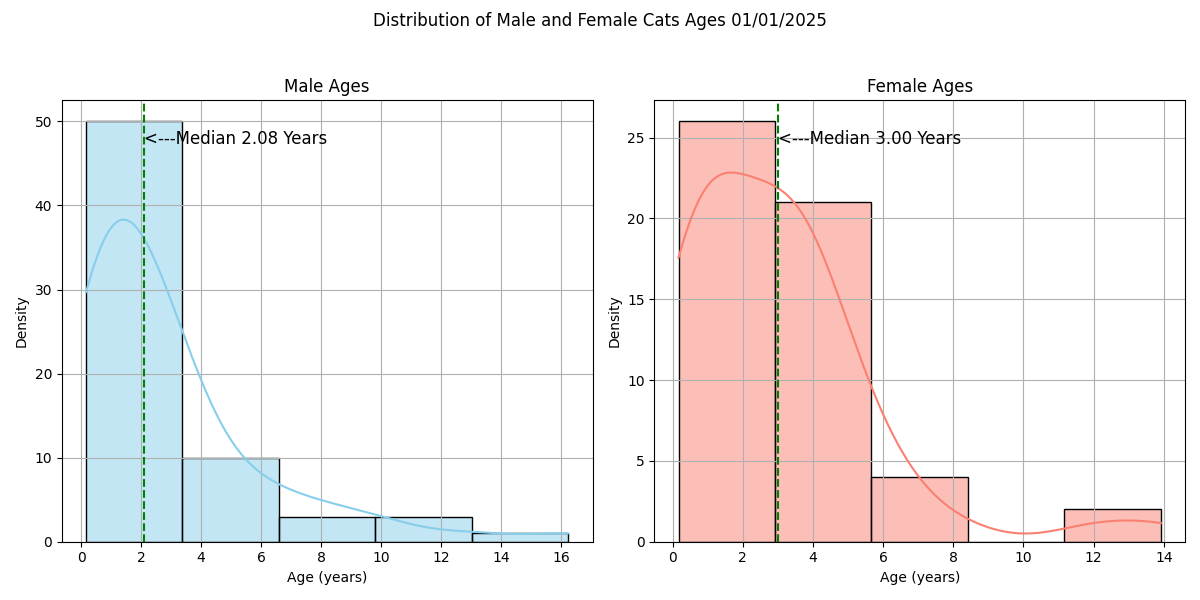 Distribution of Male and Female Cats Ages 01/01/2025
Male Ages
<---Median 2.08 Years
Density
50
40
30
20
10
0
0 2 4 6 8 10 12 14 16
Age (years)
Female Ages
<---Median 3.00 Years
Density
25
20
15
10
5
0
0 2 4 6 8 10 12 14
Age (years)